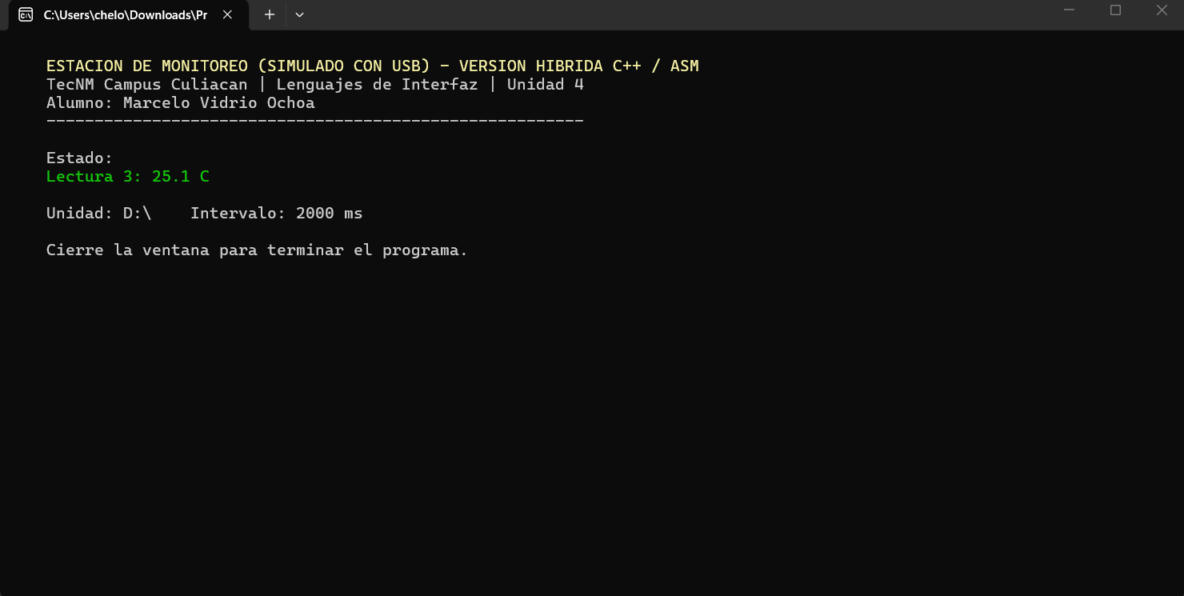 C:\Users\chelo\Downloads\Pr
ESTACION DE MONITOREO (SIMULADO CON USB) - VERSION HIBRIDA C++ / ASM
TecNM Campus Culiacan | Lenguajes de Interfaz | Unidad 4
Alumno: Marcelo Vidrio Ochoa
--------------------------------------------------------
Estado:
Lectura 3: 25.1 C
Unidad: D:\    Intervalo: 2000 ms
Cierre la ventana para terminar el programa.